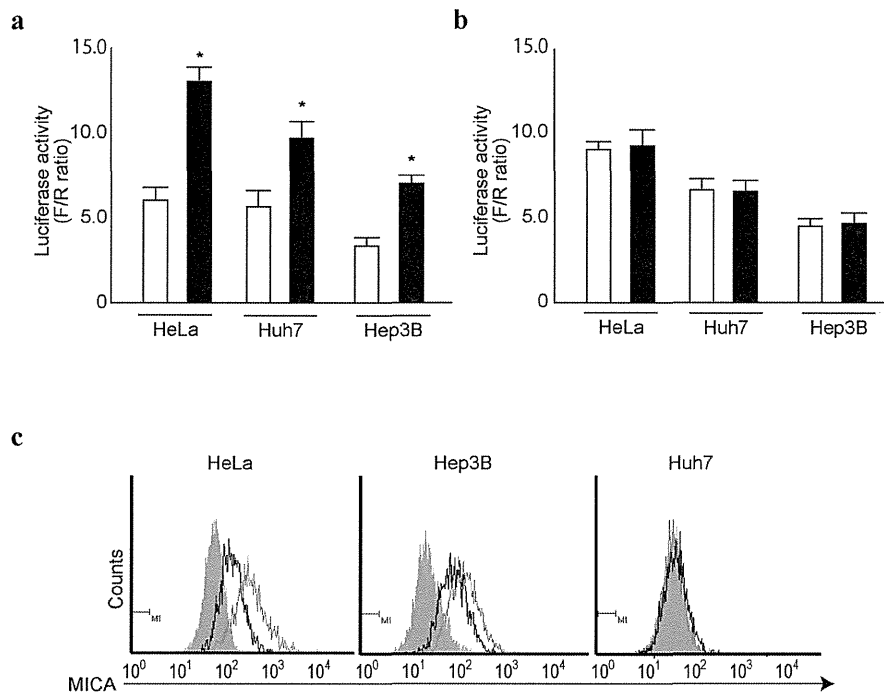 a
Luciferase activity
(F/R ratio)
15.0
10.0
5.0
0
*
*
*
HeLa
Huh7
Hep3B
b
Luciferase activity
(F/R ratio)
15.0
10.0
5.0
0
HeLa
Huh7
Hep3B
c
HeLa
Hep3B
Huh7
Counts
M1
M1
M1
10⁰ 10¹ 10² 10³ 10⁴
10⁰ 10¹ 10² 10³ 10⁴
10⁰ 10¹ 10² 10³ 10⁴
MICA